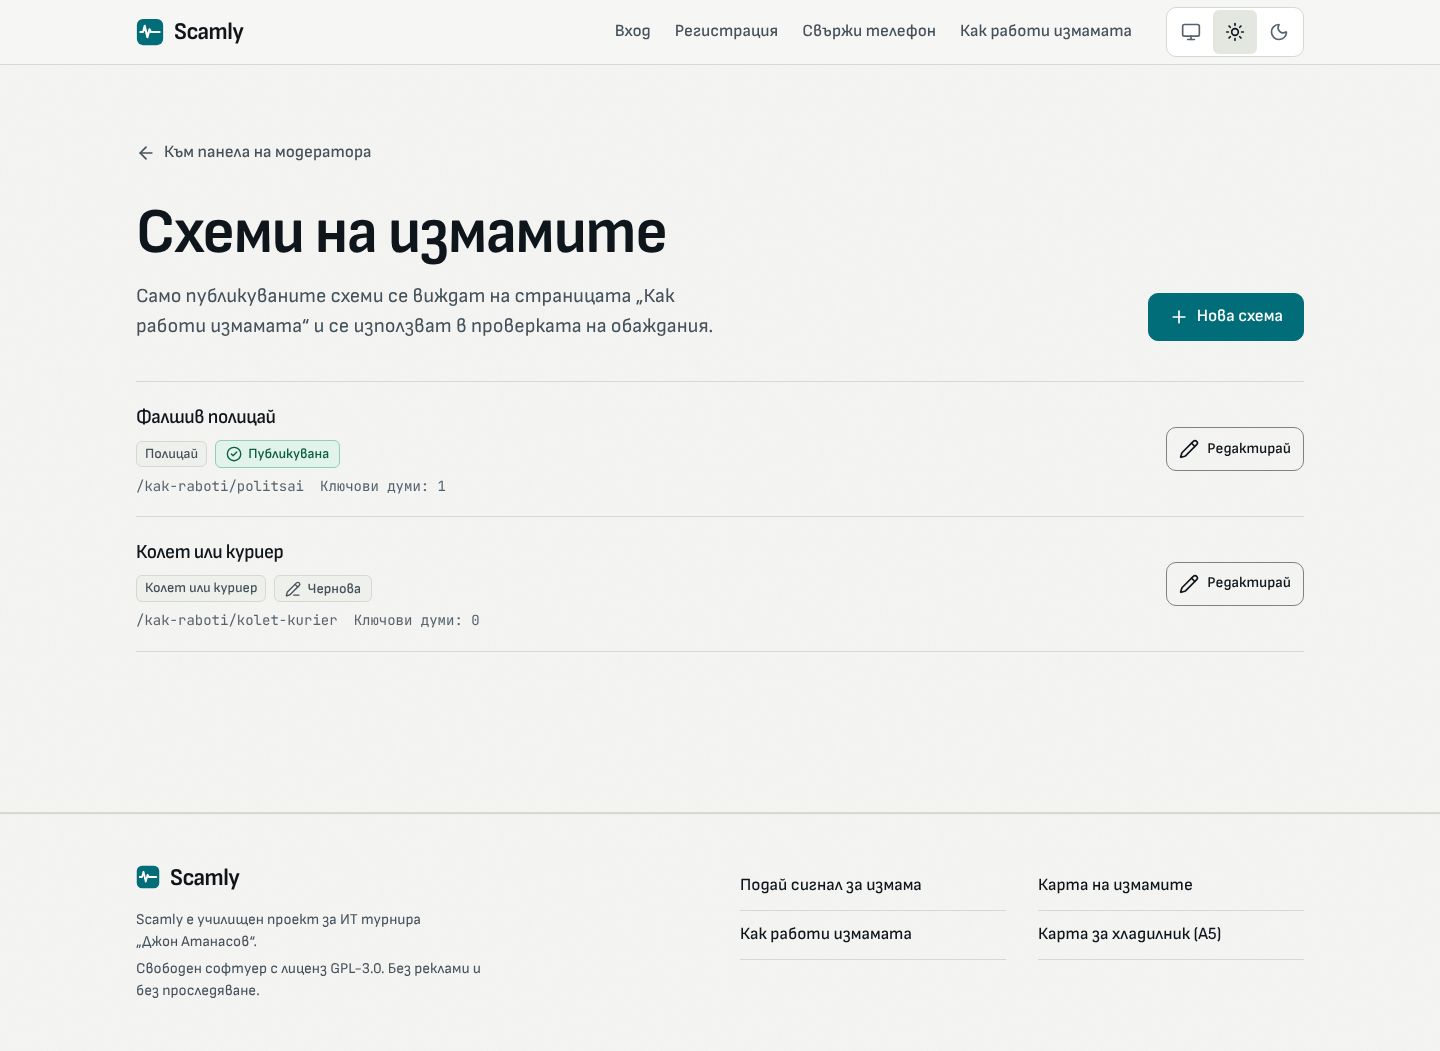 Scamly
Вход
Регистрация
Свържи телефон
Как работи измамата
Към панела на модератора
Схеми на измамите
Само публикуваните схеми се виждат на страницата „Как
работи измамата“ и се използват в проверката на обаждания.
Нова схема
Фалшив полицай
Полицай
Публикувана
/kak-raboti/politsai Ключови думи: 1
Редактирай
Колет или куриер
Колет или куриер
Чернова
/kak-raboti/kolet-kurier Ключови думи: 0
Редактирай
Scamly
Scamly е училищен проект за ИТ турнира
„Джон Атанасов“.
Свободен софтуер с лиценз GPL-3.0. Без реклами и
без проследяване.
Подай сигнал за измама
Карта на измамите
Как работи измамата
Карта за хладилник (А5)